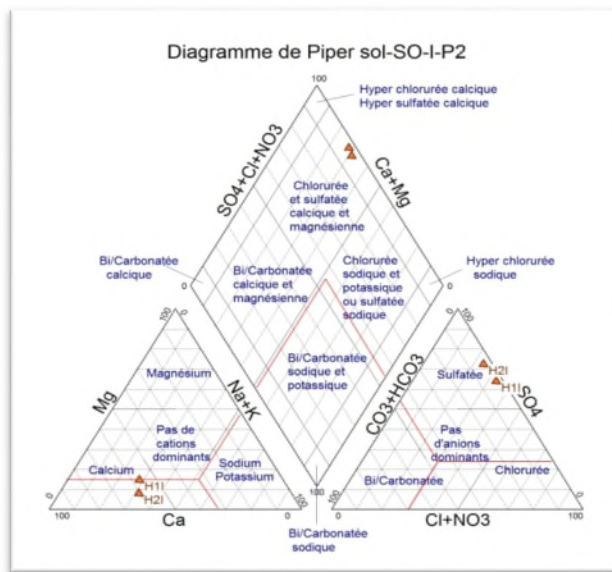 Diagramme de Piper sol-SO-I-P2
100
Hyper chlorurée calcique
Hyper sulfatée calcique
SO4+Cl+NO3
Ca+Mg
Chlorurée
et sulfatée
calcique et
magnésienne
Bi/Carbonatée
calcique
Bi/Carbonatée
calcique et
magnésienne
Chlorurée
sodique et
potassique
ou sulfatée
sodique
Hyper chlorurée
sodique
0
0
100
0
0
100
Magnésium
Mg
Na+K
Bi/Carbonatée
sodique et
potassique
CO3+HCO3
Sulfatée
H2I
H1I
SO4
Pas de
cations
dominants
Pas
d'anions
dominants
Calcium
Sodium
Potassium
Chlorurée
H1I
H2I
Bi/Carbonatée
100
0
100
100
0
0
100
Ca
Cl+NO3
Bi/Carbonatée
sodique